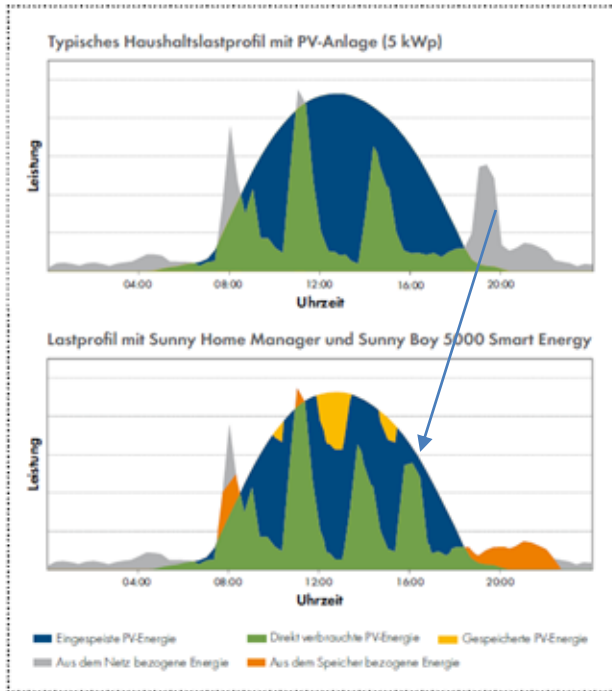 Typisches Haushaltslastprofil mit PV-Anlage (5 kWp)
Leistung
04:00 08:00 12:00 16:00 20:00
Uhrzeit
Lastprofil mit Sunny Home Manager und Sunny Boy 5000 Smart Energy
Leistung
04:00 08:00 12:00 16:00 20:00
Uhrzeit
Eingespeiste PV-Energie Direkt verbrauchte PV-Energie Gespeicherte PV-Energie
Aus dem Netz bezogene Energie Aus dem Speicher bezogene Energie